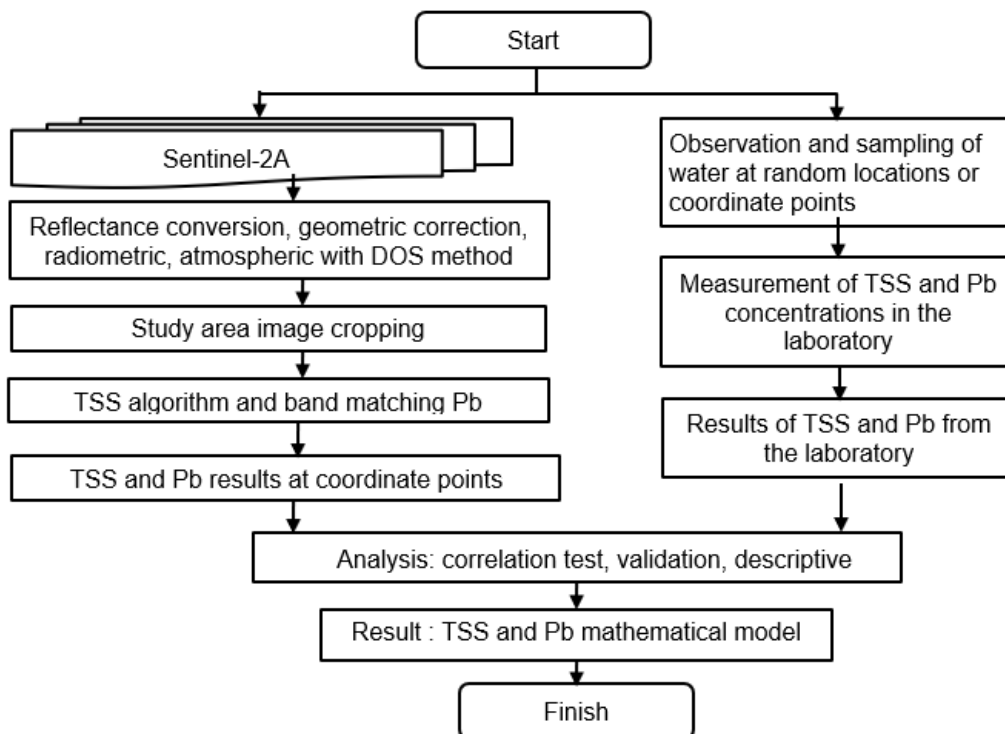 Start
Sentinel-2A
Reflectance conversion, geometric correction,
radiometric, atmospheric with DOS method
Study area image cropping
TSS algorithm and band matching Pb
TSS and Pb results at coordinate points
Observation and sampling of
water at random locations or
coordinate points
Measurement of TSS and Pb
concentrations in the
laboratory
Results of TSS and Pb from
the laboratory
Analysis: correlation test, validation, descriptive
Result : TSS and Pb mathematical model
Finish